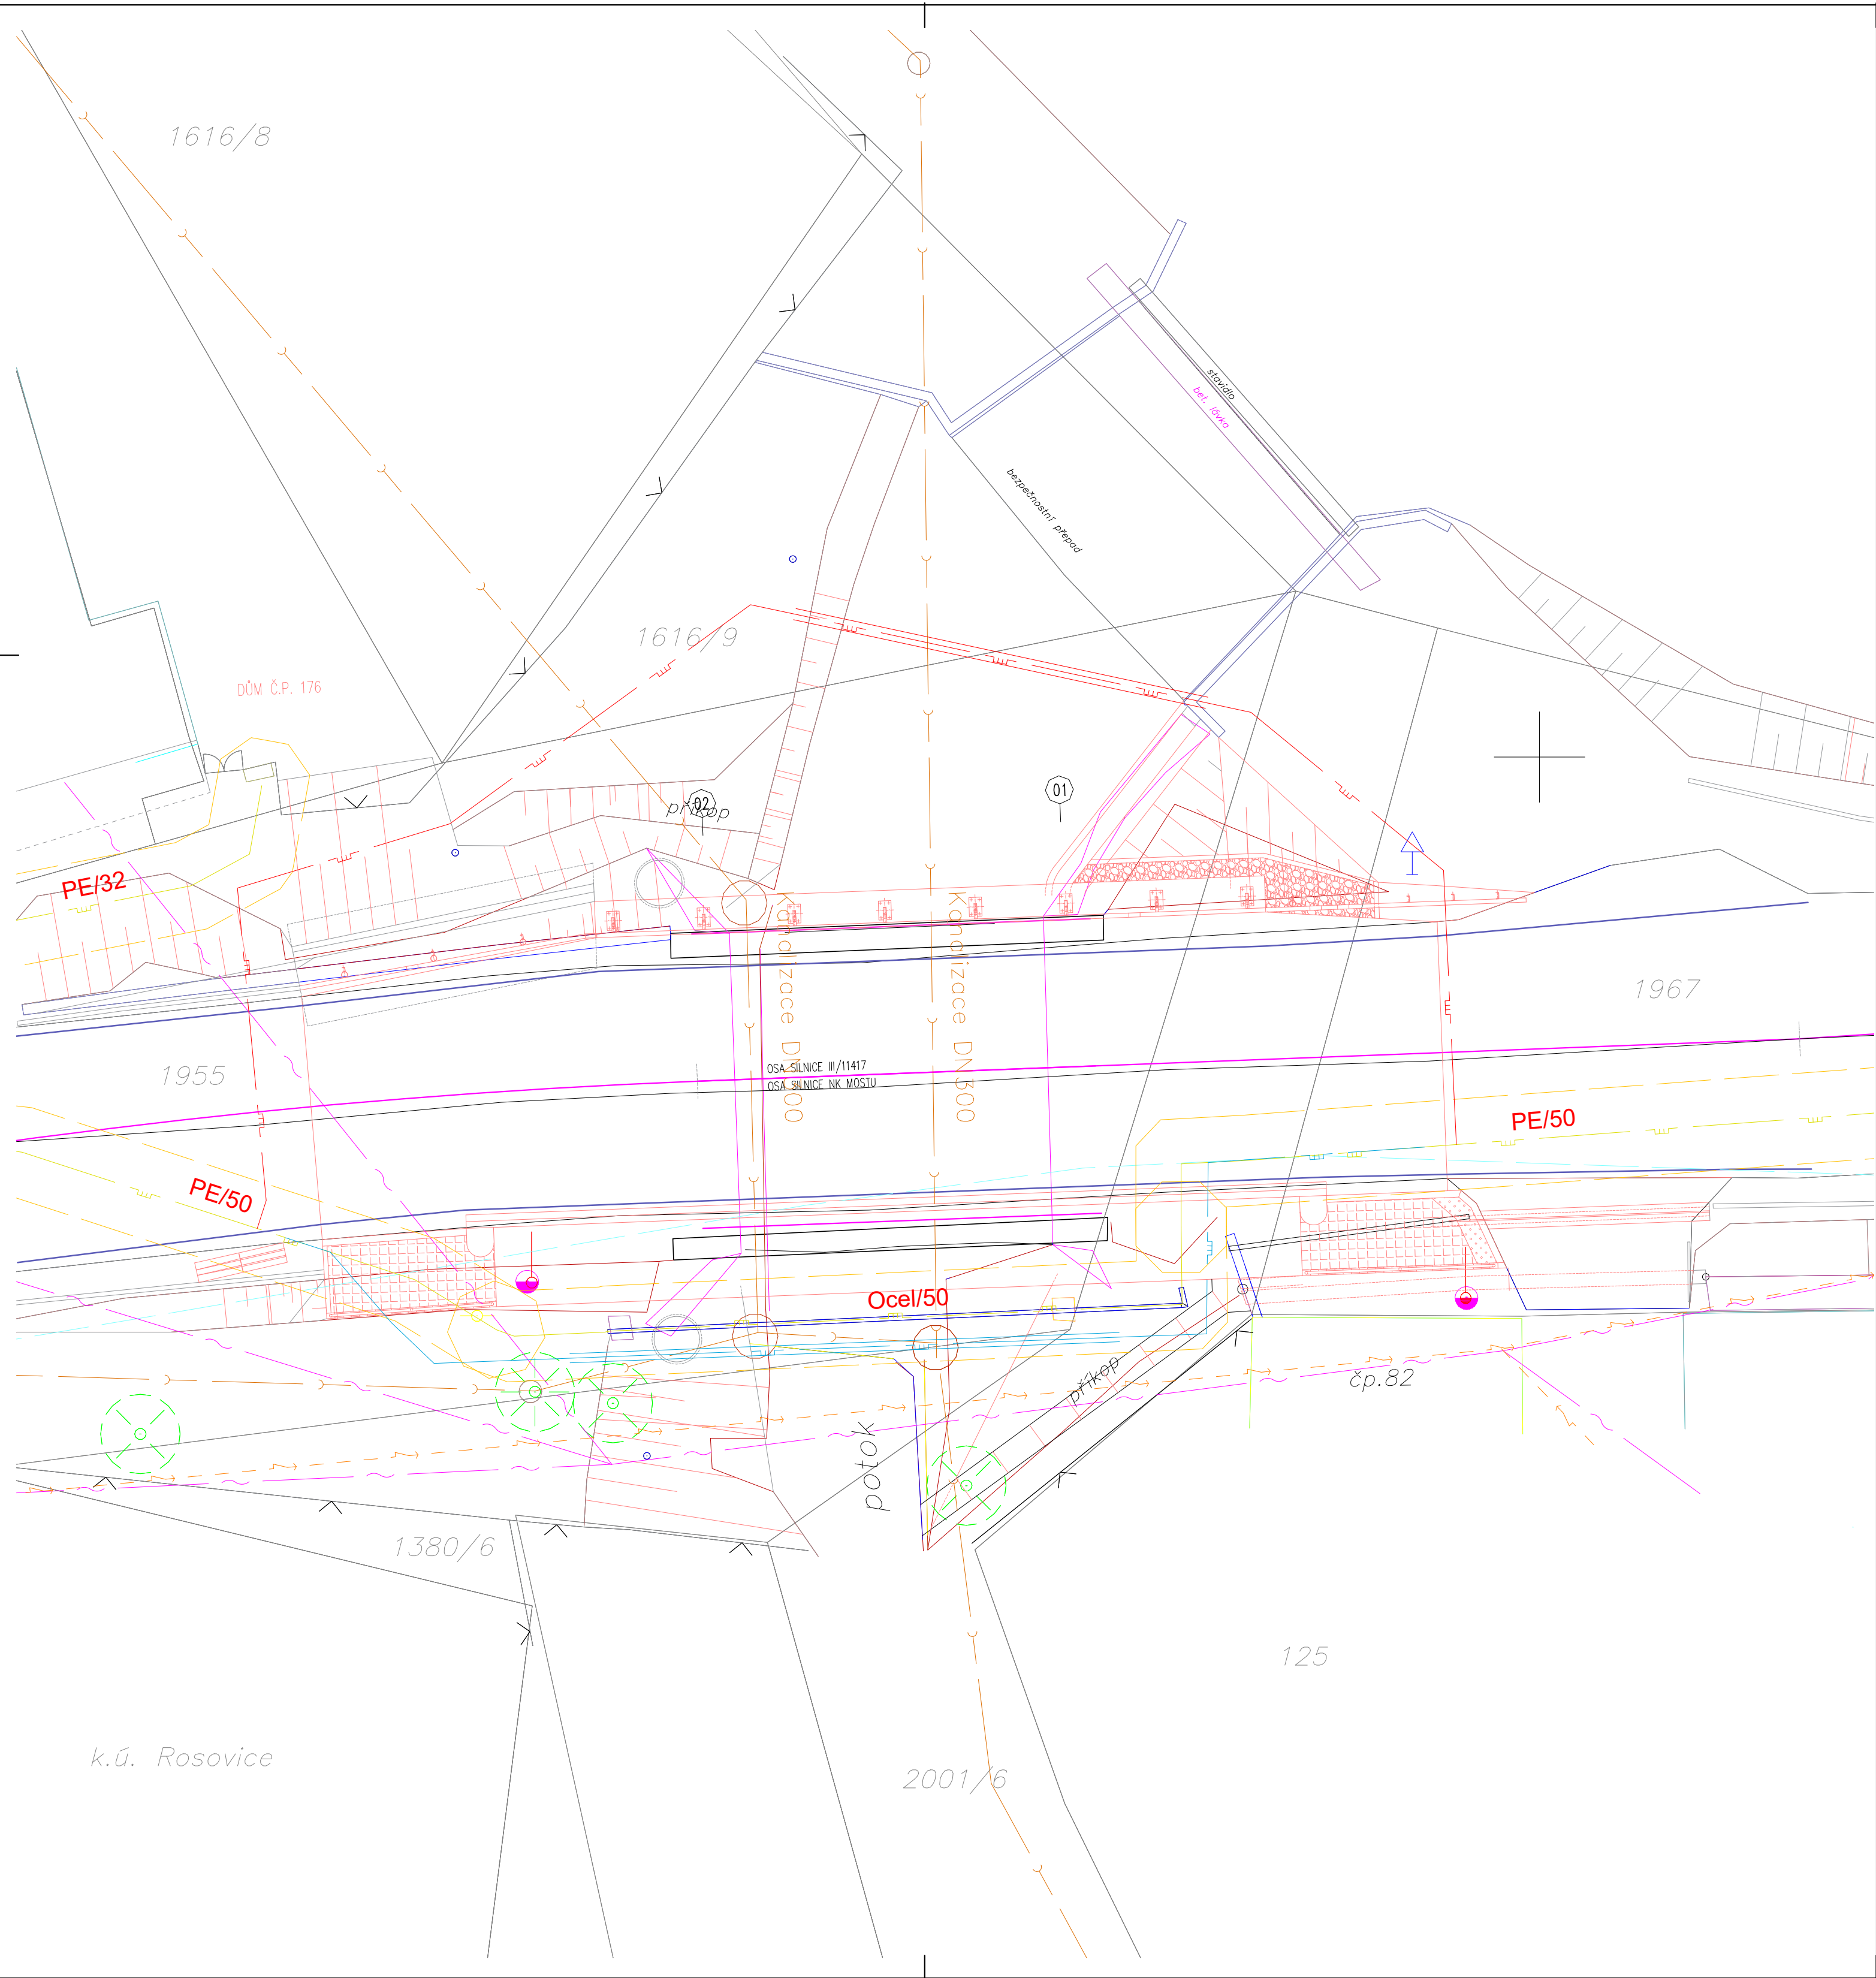 1616/8
stavidlo
bet. lávka
bezpečnostní přepad
1616/9
DŮM Č.P. 176
01
02
příkop
PE/32
Kanalizace DN300
Kanalizace DN300
1967
1955
OSA SILNICE III/11417
OSA SILNICE NK MOSTU
PE/50
PE/50
Ocel/50
příkop
čp.82
potok
1380/6
125
k.ú. Rosovice
2001/6